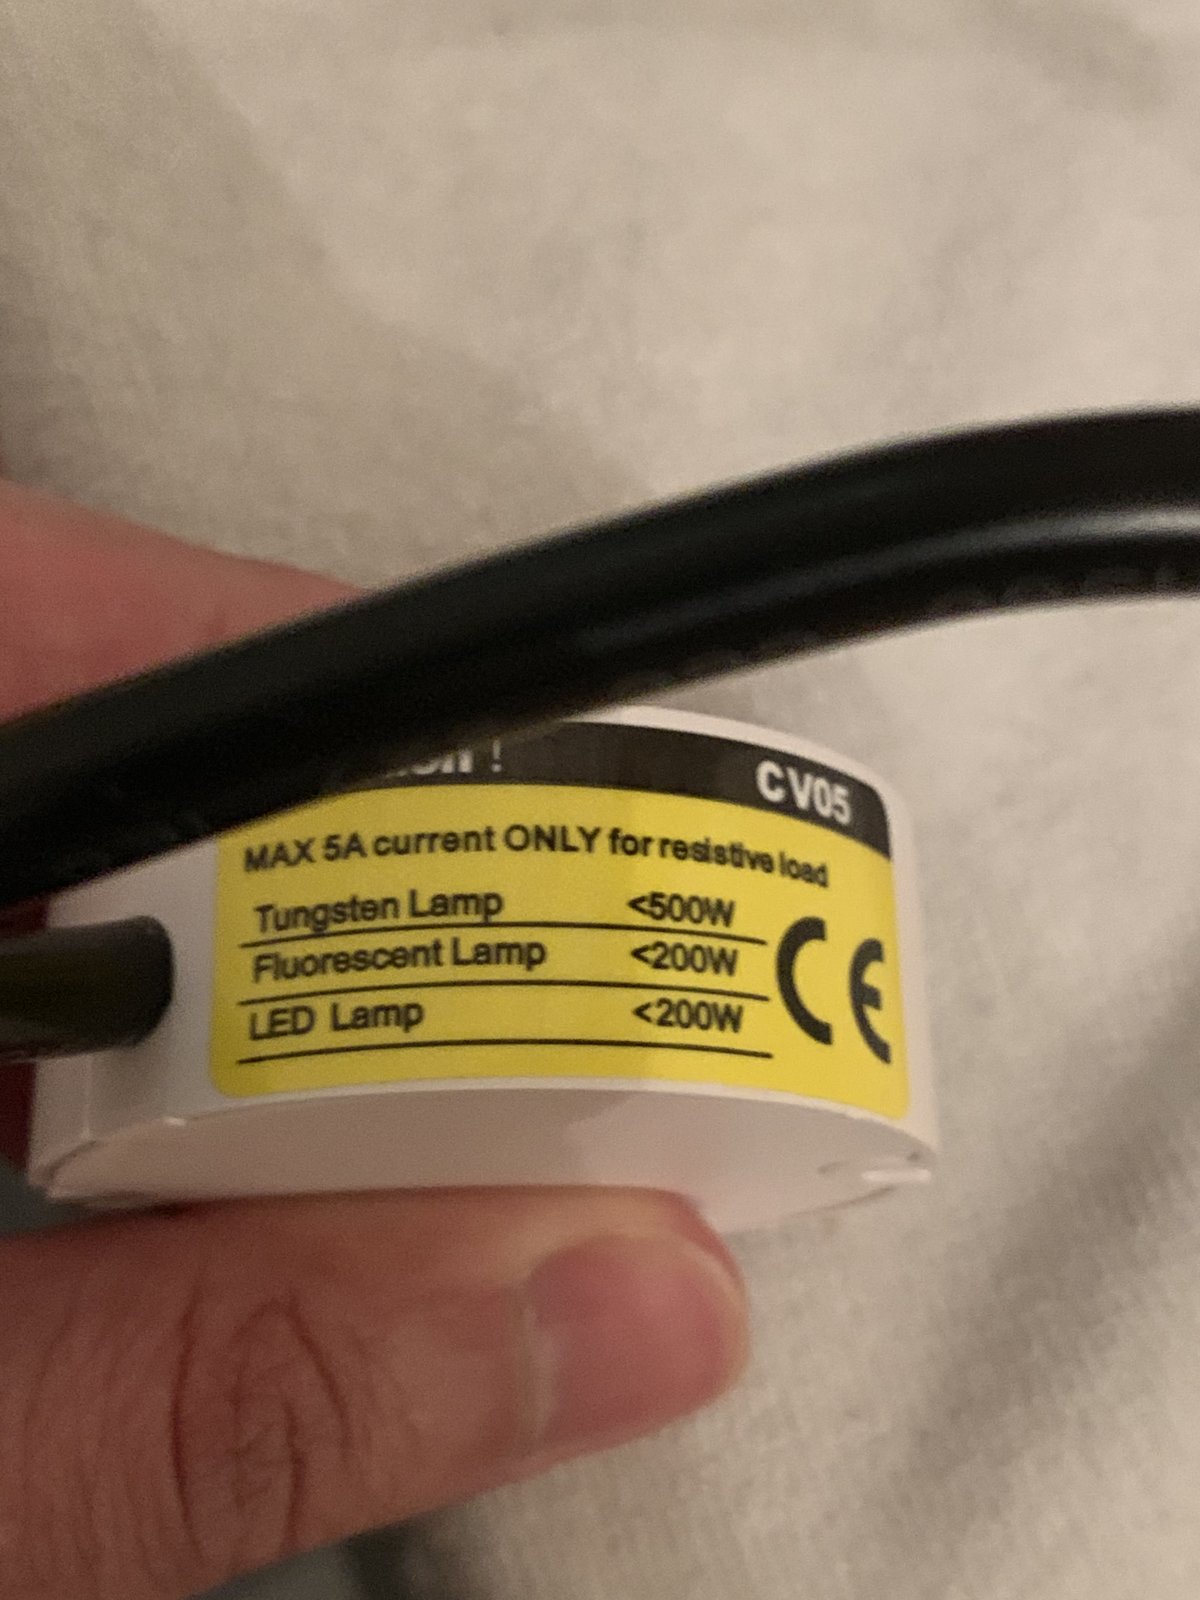 !
CV05
MAX 5A current ONLY for resistive load
Tungsten Lamp <500W
Fluorescent Lamp <200W
LED Lamp <200W
CE